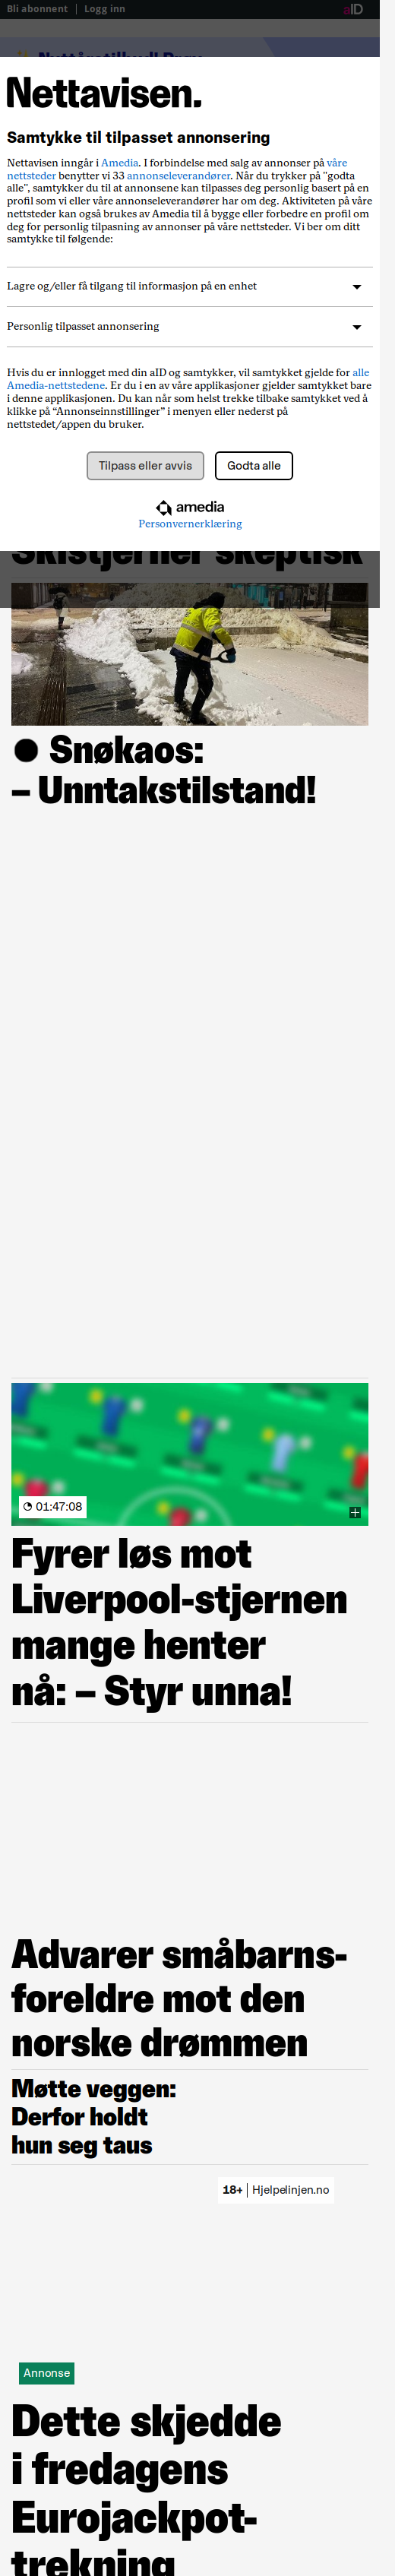 Bli abonnent | Logg inn
aID
Nettavisen.
Samtykke til tilpasset annonsering
Nettavisen inngår i Amedia. I forbindelse med salg av annonser på våre
nettsteder benytter vi 33 annonseleverandører. Når du trykker på "godta
alle", samtykker du til at annonsene kan tilpasses deg personlig basert på en
profil som vi eller våre annonseleverandører har om deg. Aktiviteten på våre
nettsteder kan også brukes av Amedia til å bygge eller forbedre en profil om
deg for personlig tilpasning av annonser på våre nettsteder. Vi ber om ditt
samtykke til følgende:
Lagre og/eller få tilgang til informasjon på en enhet
Personlig tilpasset annonsering
Hvis du er innlogget med din aID og samtykker, vil samtykket gjelde for alle
Amedia-nettstedene. Er du i en av våre applikasjoner gjelder samtykket bare
i denne applikasjonen. Du kan når som helst trekke tilbake samtykket ved å
klikke på “Annonseinnstillinger” i menyen eller nederst på
nettstedet/appen du bruker.
Tilpass eller avvis
Godta alle
amedia
Personvernerklæring
Skistjerner skeptisk
Snøkaos:
– Unntakstilstand!
01:47:08
Fyrer løs mot
Liverpool-stjernen
mange henter
nå: – Styr unna!
Advarer småbarns-
foreldre mot den
norske drømmen
Møtte veggen:
Derfor holdt
hun seg taus
18+ | Hjelpelinjen.no
Annonse
Dette skjedde
i fredagens
Eurojackpot-
trekning